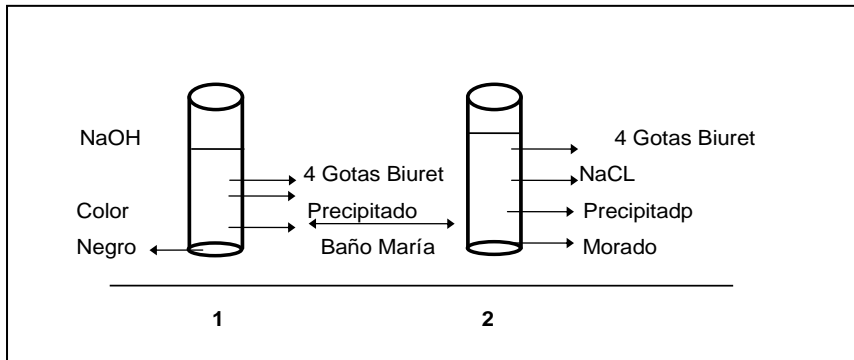 NaOH 4 Gotas Biuret
4 Gotas Biuret NaCL
Color Precipitado Precipitadp
Negro Baño María Morado
1 2